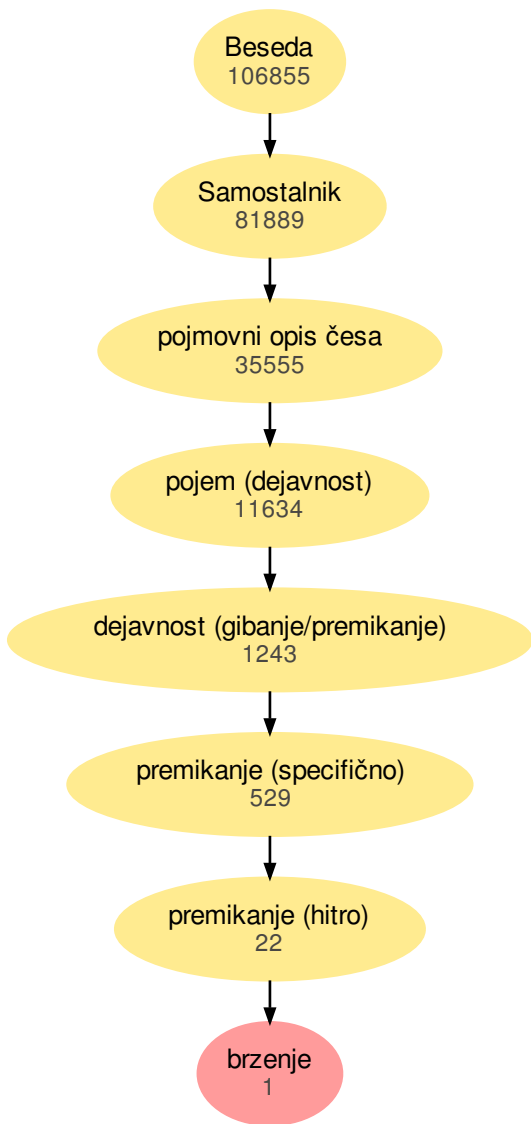 Beseda
106855
Samostalnik
81889
pojmovni opis česa
35555
pojem (dejavnost)
11634
dejavnost (gibanje/premikanje)
1243
premikanje (specifično)
529
premikanje (hitro)
22
brzenje
1